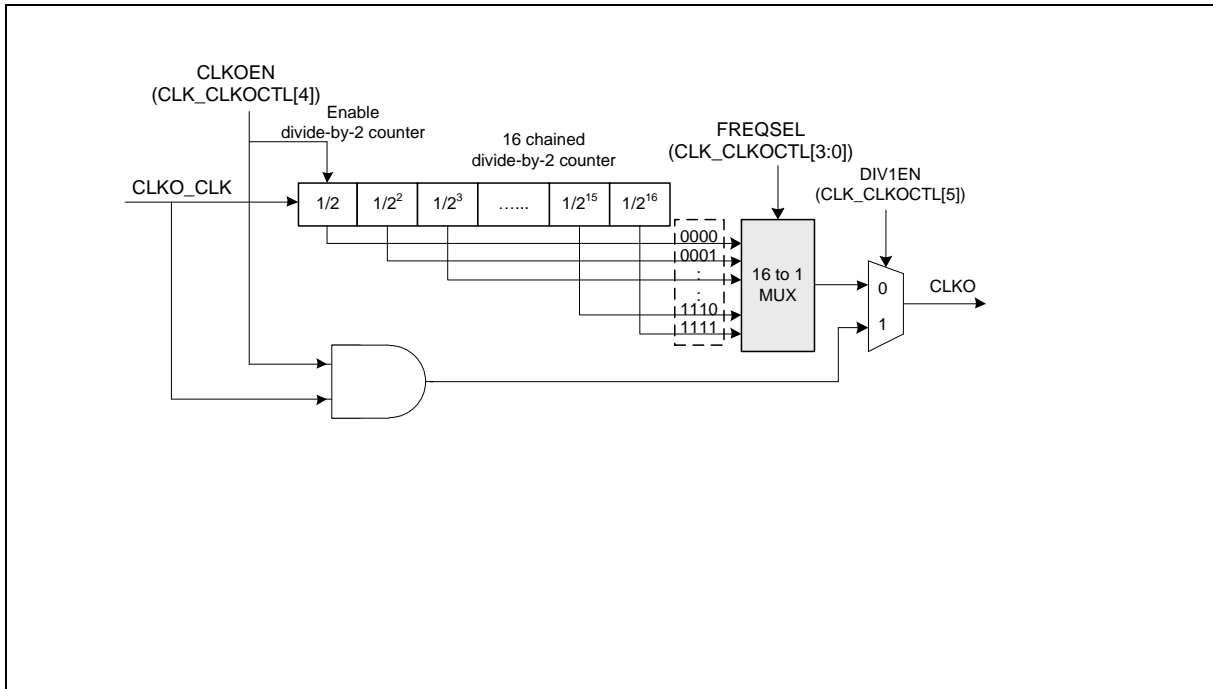 CLKOEN
(CLK_CLKOCTL[4])
Enable
divide-by-2 counter
16 chained
divide-by-2 counter
FREQSEL
(CLK_CLKOCTL[3:0])
DIV1EN
(CLK_CLKOCTL[5])
CLKO_CLK
1/2 1/2² 1/2³ …... 1/2¹⁵ 1/2¹⁶
0000
0001
:
:
1110
1111
16 to 1
MUX
0
1
CLKO